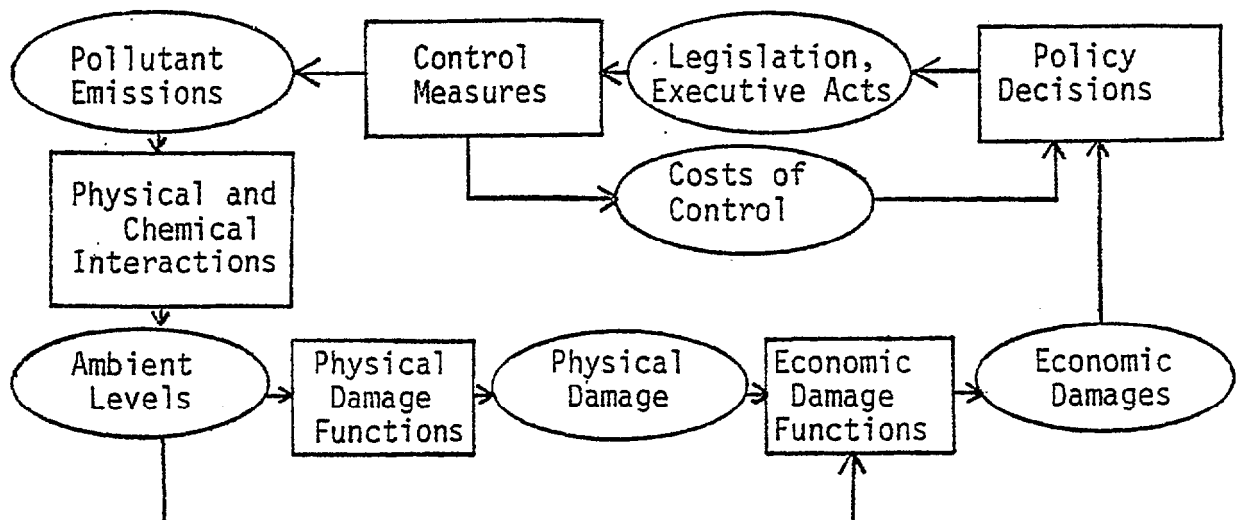 Pollutant
Emissions
Control
Measures
Legislation,
Executive Acts
Policy
Decisions
Physical and
Chemical
Interactions
Costs of
Control
Ambient
Levels
Physical
Damage
Functions
Physical
Damage
Economic
Damage
Functions
Economic
Damages